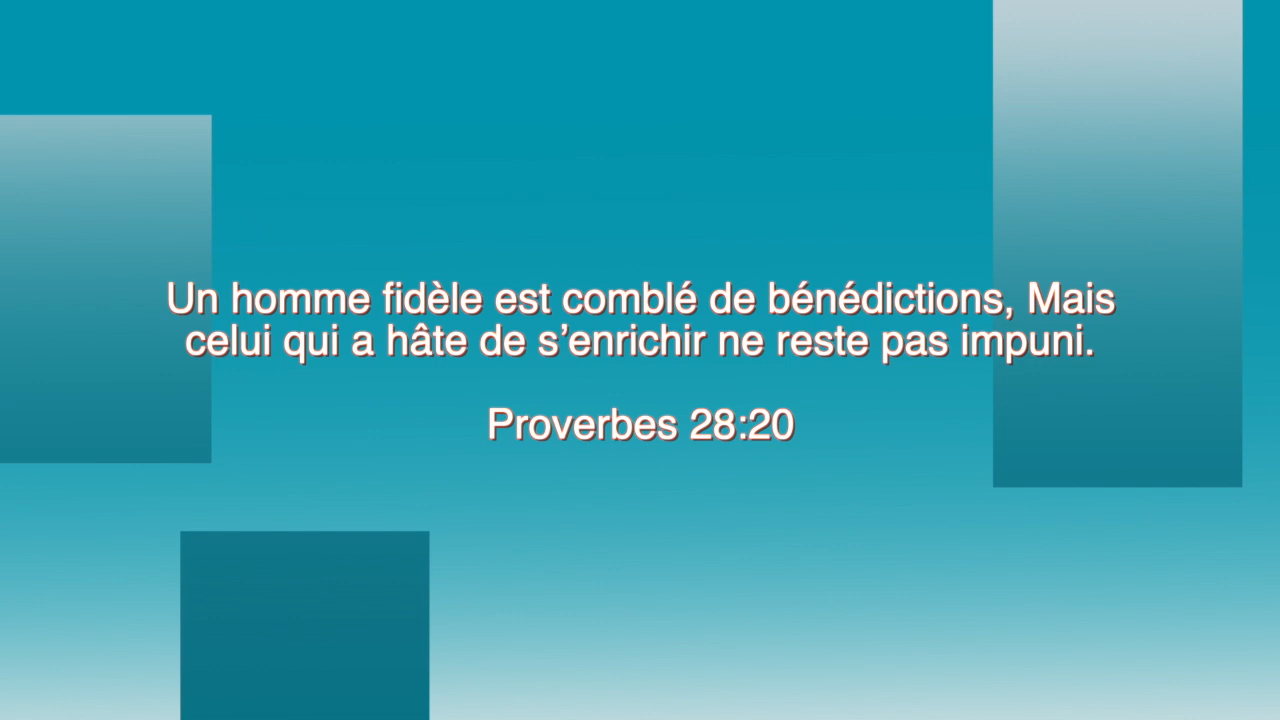 Un homme fidèle est comblé de bénédictions, Mais
celui qui a hâte de s’enrichir ne reste pas impuni.
Proverbes 28:20